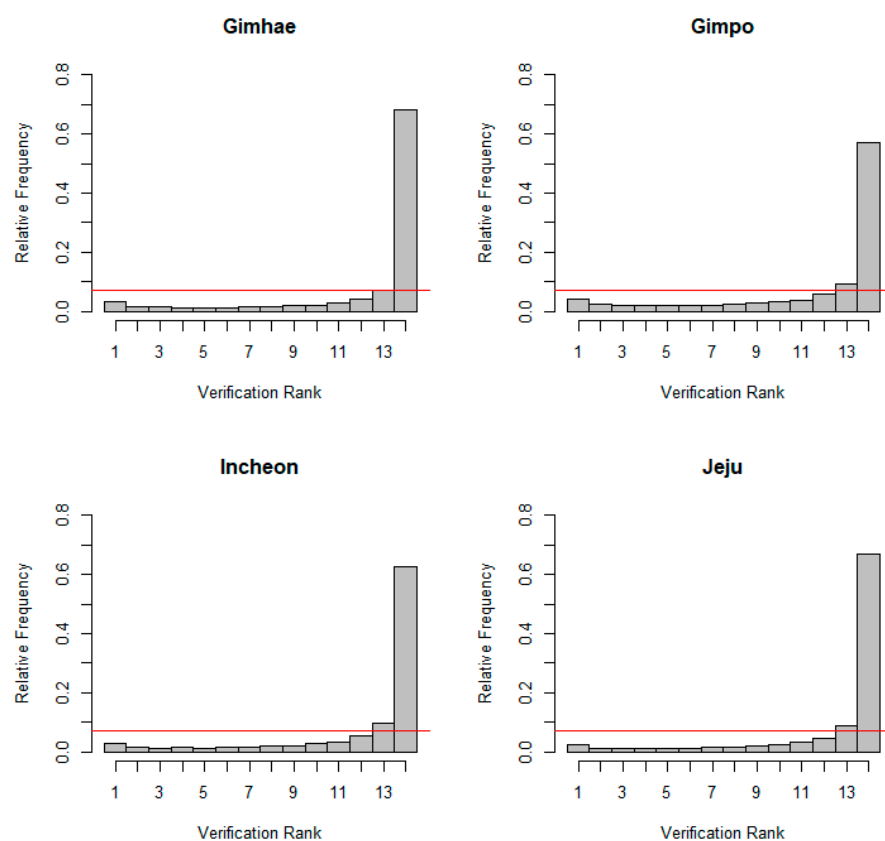 Gimhae
Relative Frequency
0.0 0.2 0.4 0.6 0.8
1 3 5 7 9 11 13
Verification Rank
Gimpo
Relative Frequency
0.0 0.2 0.4 0.6 0.8
1 3 5 7 9 11 13
Verification Rank
Incheon
Relative Frequency
0.0 0.2 0.4 0.6 0.8
1 3 5 7 9 11 13
Verification Rank
Jeju
Relative Frequency
0.0 0.2 0.4 0.6 0.8
1 3 5 7 9 11 13
Verification Rank